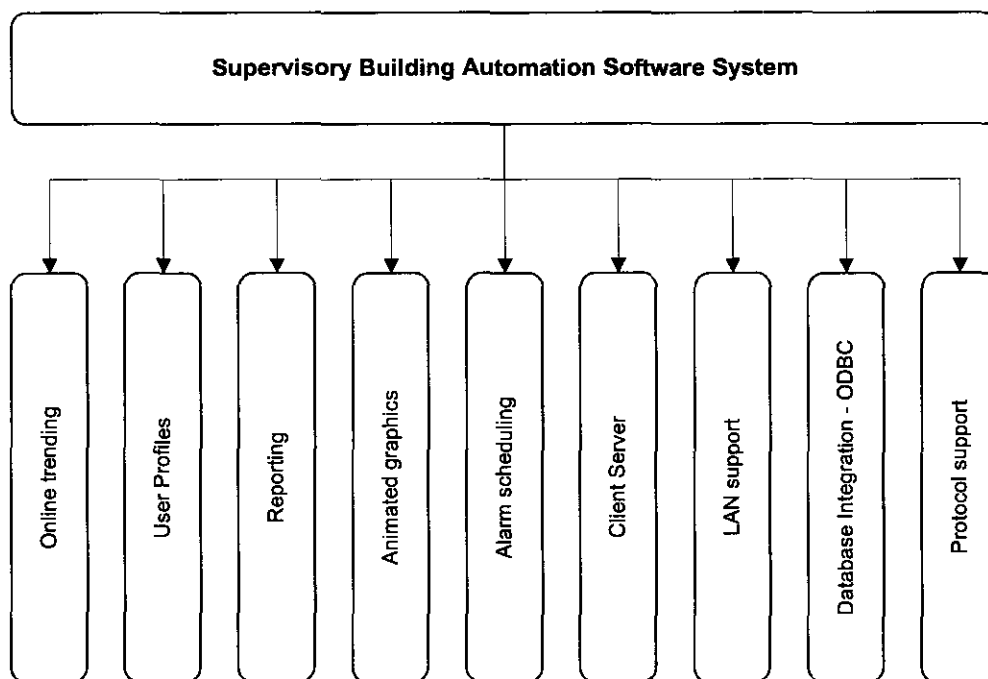 Supervisory Building Automation Software System
Online trending
User Profiles
Reporting
Animated graphics
Alarm scheduling
Client Server
LAN support
Database Integration - ODBC
Protocol support